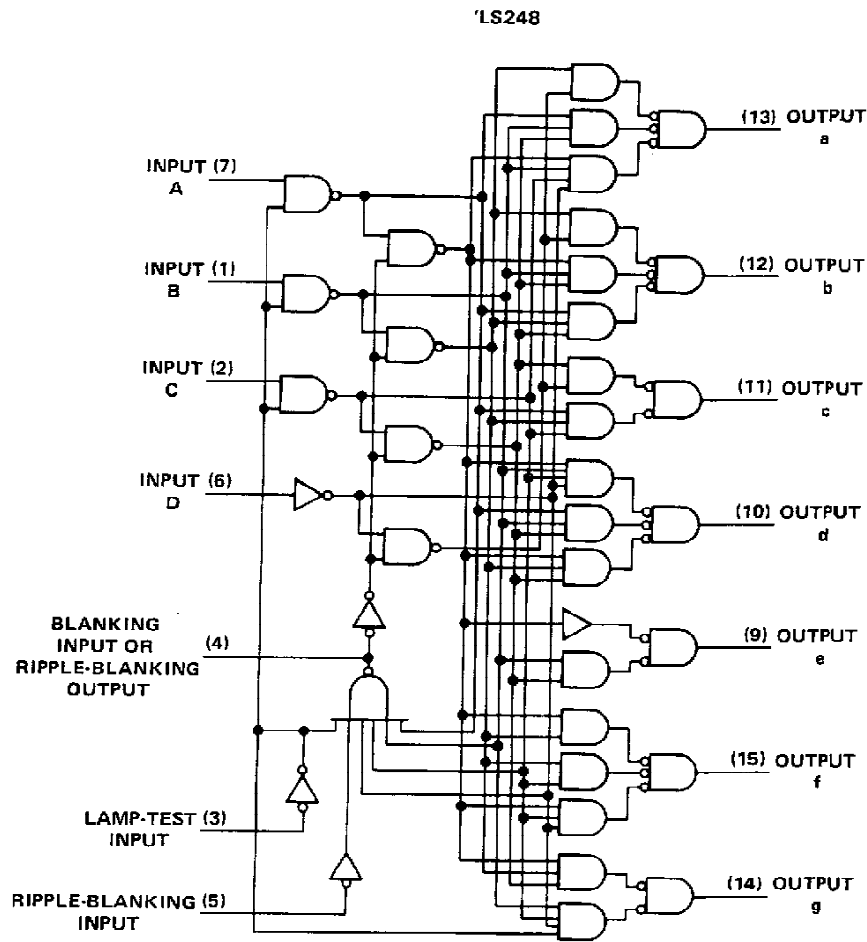 'LS248
(13) OUTPUT
a
INPUT (7)
A
(12) OUTPUT
b
INPUT (1)
B
INPUT (2)
C
(11) OUTPUT
c
INPUT (6)
D
(10) OUTPUT
d
BLANKING
INPUT OR (4)
RIPPLE-BLANKING
OUTPUT
(9) OUTPUT
e
(15) OUTPUT
f
LAMP-TEST (3)
INPUT
RIPPLE-BLANKING (5)
INPUT
(14) OUTPUT
g